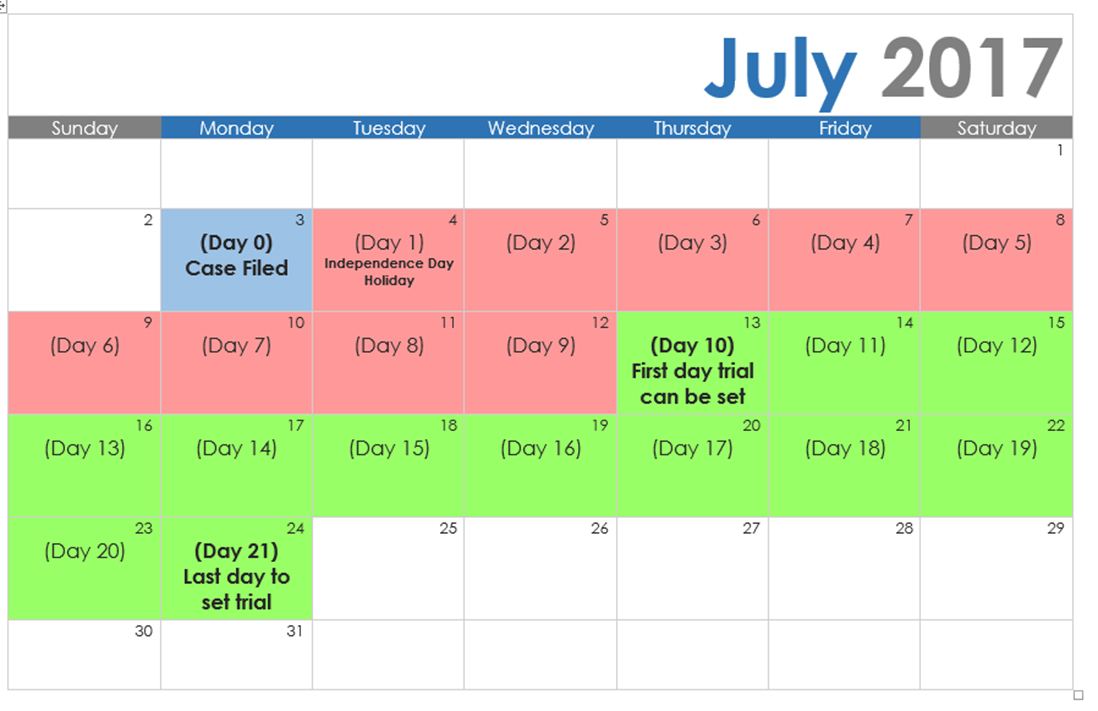 July 2017
Sunday Monday Tuesday Wednesday Thursday Friday Saturday
1
2 3 4 5 6 7 8
(Day 0) (Day 1) (Day 2) (Day 3) (Day 4) (Day 5)
Case Filed Independence Day
Holiday
9 10 11 12 13 14 15
(Day 6) (Day 7) (Day 8) (Day 9) (Day 10) (Day 11) (Day 12)
First day trial
can be set
16 17 18 19 20 21 22
(Day 13) (Day 14) (Day 15) (Day 16) (Day 17) (Day 18) (Day 19)
23 24 25 26 27 28 29
(Day 20) (Day 21)
Last day to
set trial
30 31